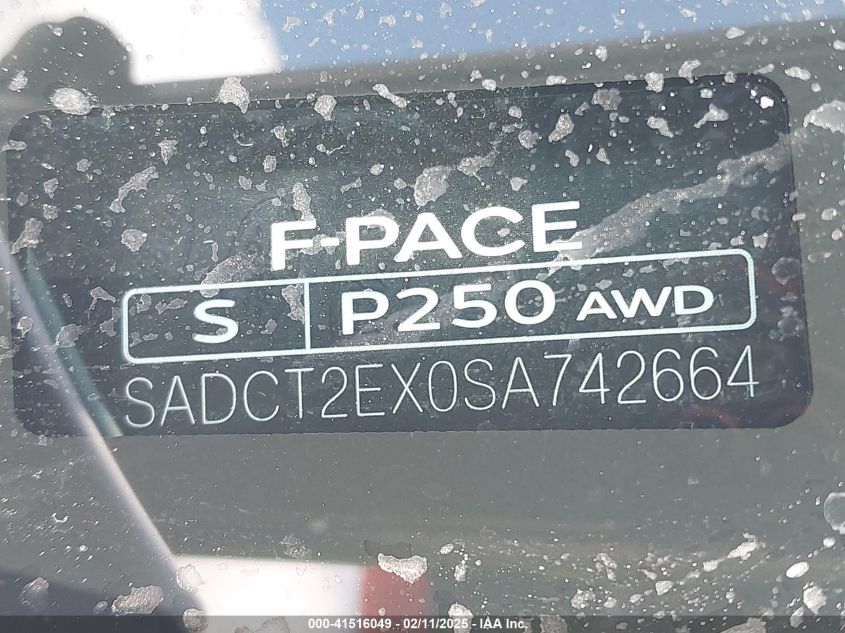 F-PACE
S P250 AWD
SADCT2EX0SA742664
000-41516049 - 02/11/2025 - IAA Inc.